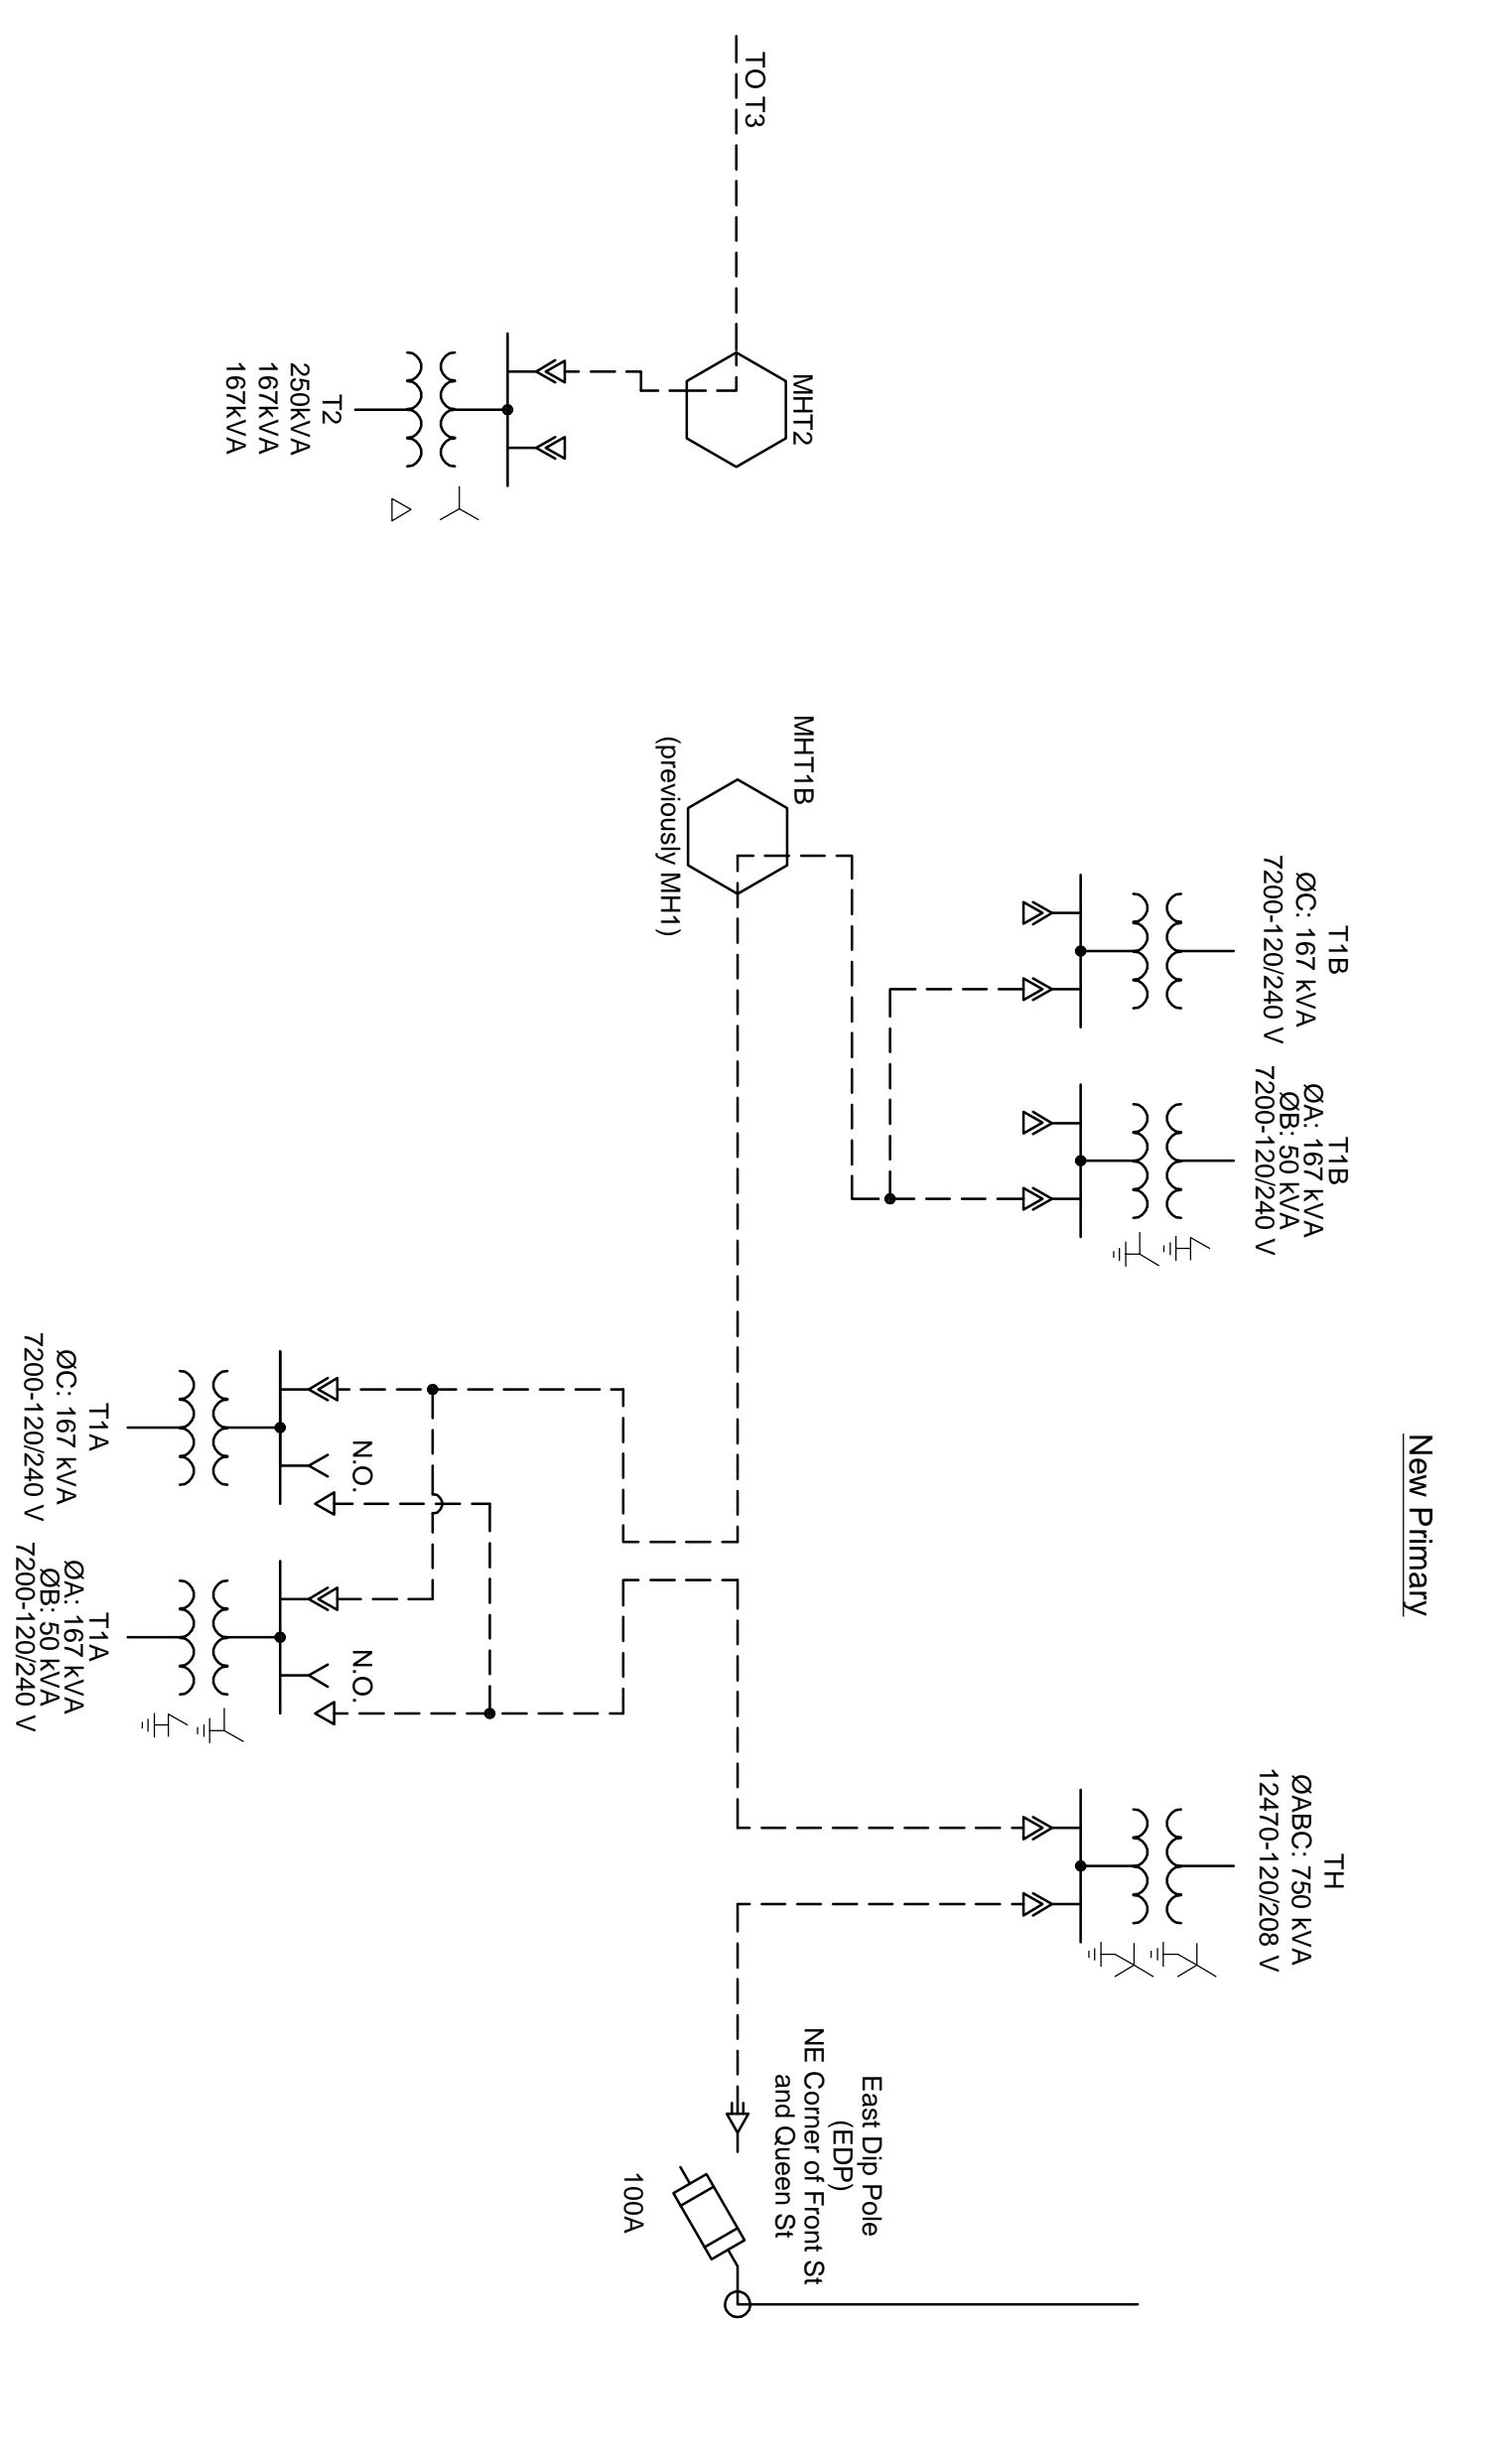 New Primary
TO T3
MHT2
T2
250kVA
167kVA
167kVA
MHT1B
(previously MH1)
T1B
ØC: 167 kVA
7200-120/240 V
T1B
ØA: 167 kVA
ØB: 50 kVA
7200-120/240 V
N.O.
T1A
ØC: 167 kVA
7200-120/240 V
N.O.
T1A
ØA: 167 kVA
ØB: 50 kVA
7200-120/240 V
TH
ØABC: 750 kVA
12470-120/208 V
East Dip Pole
(EDP)
NE Corner of Front St
and Queen St
100A